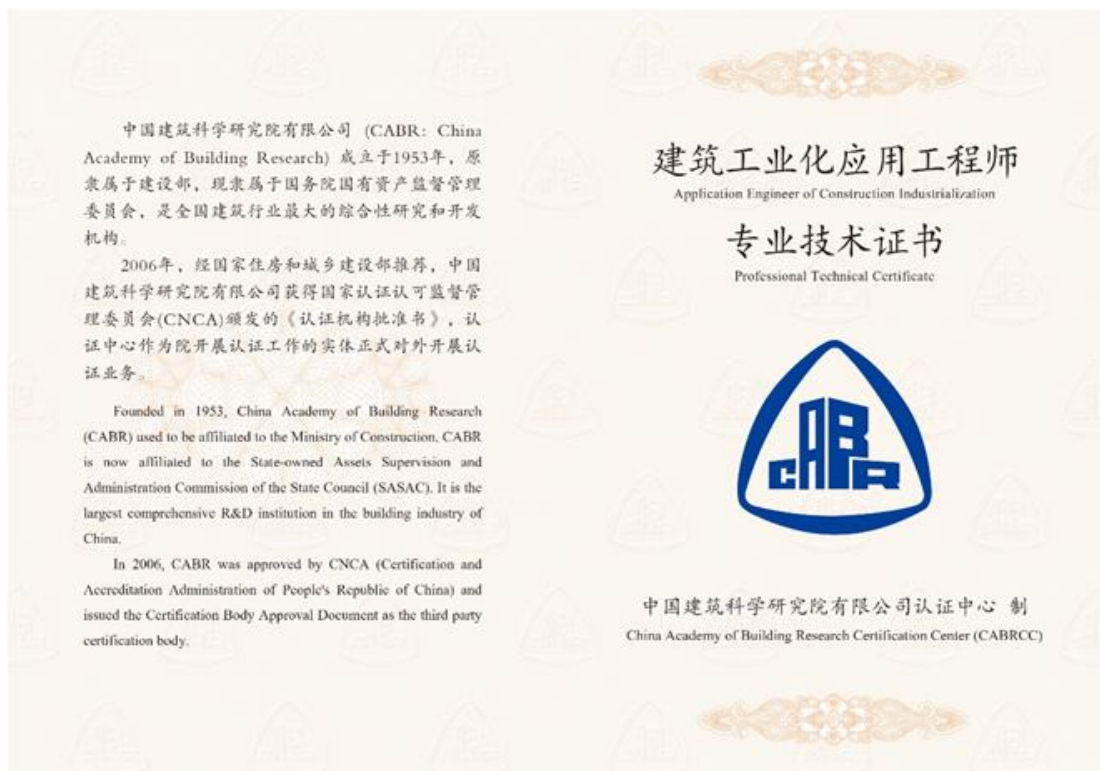 中国建筑科学研究院有限公司 (CABR: China
Academy of Building Research) 成立于1953年，原
隶属于建设部，现隶属于国务院国有资产监督管理
委员会，是全国建筑行业最大的综合性研究和开发
机构。
2006年，经国家住房和城乡建设部推荐，中国
建筑科学研究院有限公司获得国家认证认可监督管
理委员会(CNCA)颁发的《认证机构批准书》，认
证中心作为院开展认证工作的实体正式对外开展认
证业务。
Founded in 1953, China Academy of Building Research
(CABR) used to be affiliated to the Ministry of Construction. CABR
is now affiliated to the State-owned Assets Supervision and
Administration Commission of the State Council (SASAC). It is the
largest comprehensive R&D institution in the building industry of
China.
In 2006, CABR was approved by CNCA (Certification and
Accreditation Administration of People's Republic of China) and
issued the Certification Body Approval Document as the third party
certification body.
建筑工业化应用工程师
Application Engineer of Construction Industrialization
专业技术证书
Professional Technical Certificate
CABR
中国建筑科学研究院有限公司认证中心 制
China Academy of Building Research Certification Center (CABRCC)